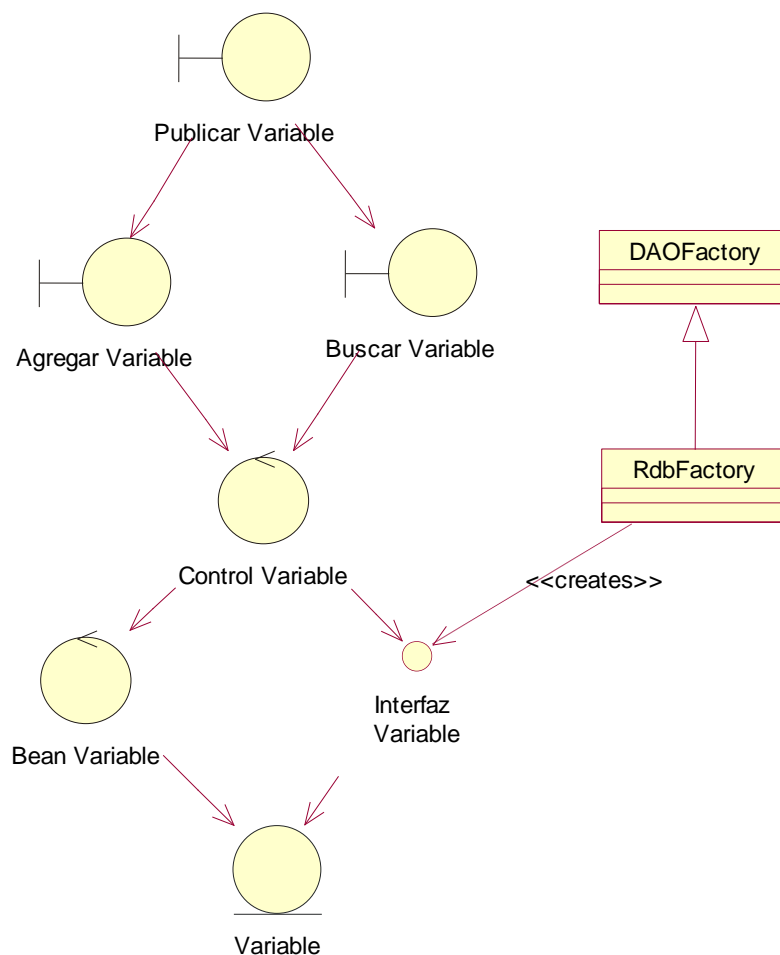 Publicar Variable
DAOFactory
Agregar Variable
Buscar Variable
RdbFactory
Control Variable
<<creates>>
Interfaz
Variable
Bean Variable
Variable